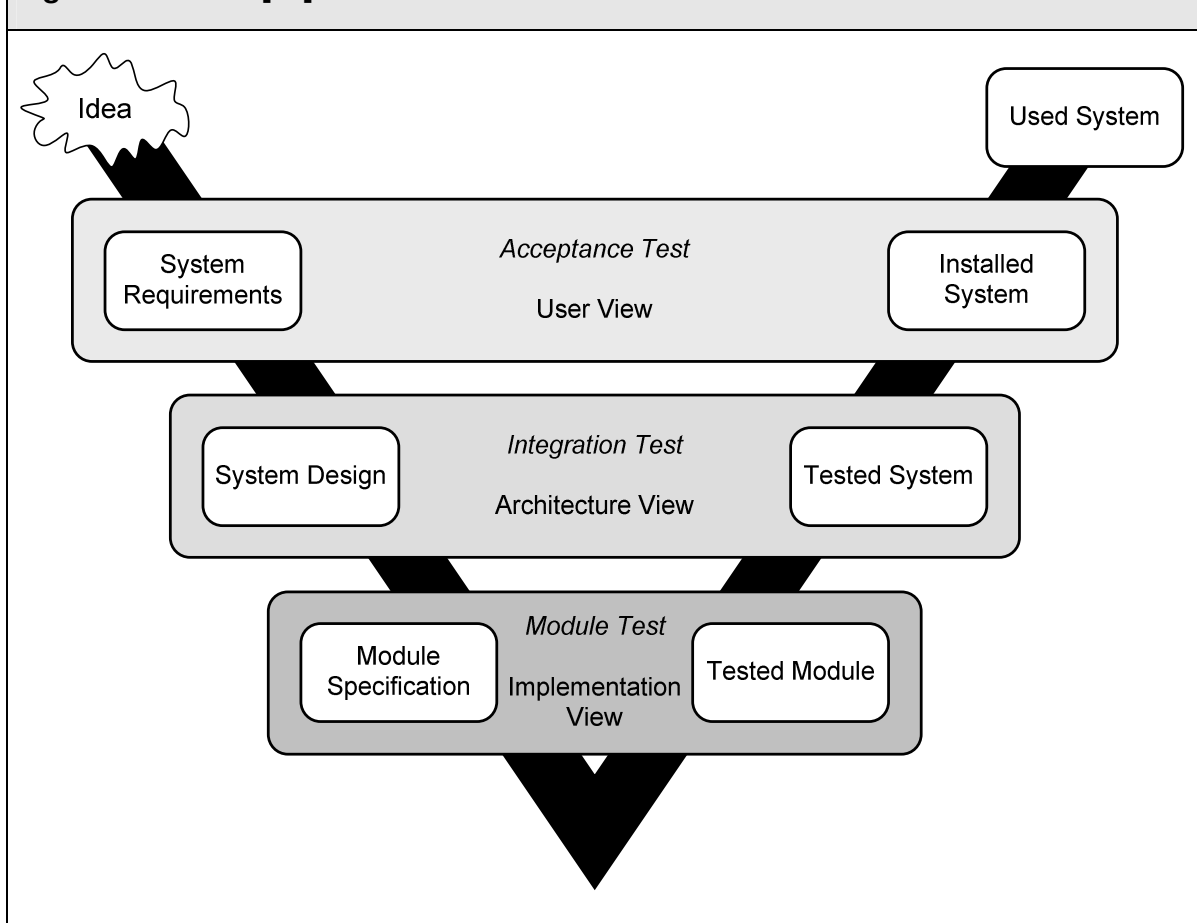 Idea
Used System
System
Requirements
Acceptance Test
User View
Installed
System
System Design
Integration Test
Architecture View
Tested System
Module
Specification
Module Test
Implementation
View
Tested Module